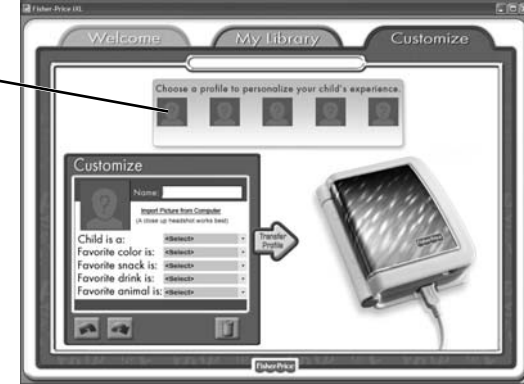 Fisher-Price iXL
Welcome
My Library
Customize
Choose a profile to personalize your child's experience.
Customize
Name:
Import Picture from Computer
(A close up headshot works best)
Child is a: <Select>
Favorite color is: <Select>
Favorite snack is: <Select>
Favorite drink is: <Select>
Favorite animal is: <Select>
Transfer
Profile
Fisher-Price